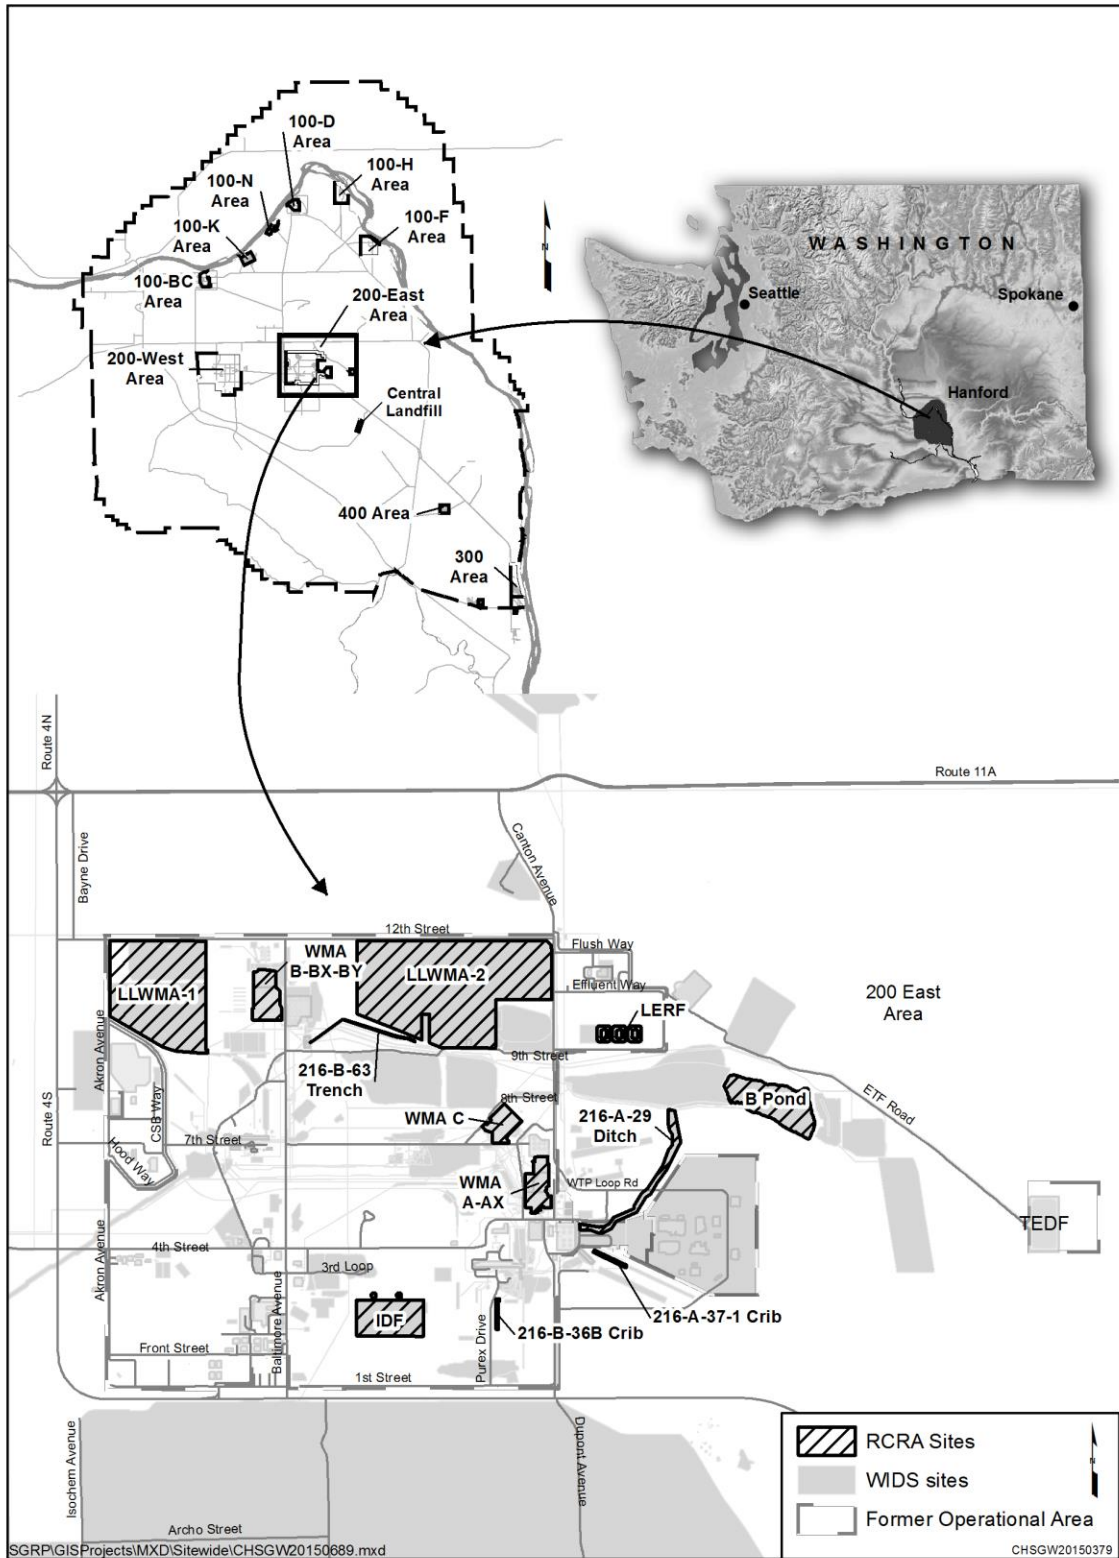 100-D
Area
100-H
Area
100-N
Area
100-F
Area
100-K
Area
100-BC
Area
200-East
Area
200-West
Area
Central
Landfill
400 Area
300
Area
N
WASHINGTON
Seattle
Spokane
Hanford
Route 4N
Route 11A
Bayne Drive
Canton Avenue
12th Street
Flush Way
WMA
B-BX-BY
LLWMA-1
LLWMA-2
Effluent Way
200 East
Area
LERF
Akron Avenue
216-B-63
Trench
9th Street
Route 4S
CSB Way
8th Street
B Pond
ETF Road
WMA C
216-A-29
Ditch
7th Street
Hood Way
WMA
A-AX
WTP Loop Rd
TEDF
4th Street
3rd Loop
Akron Avenue
Baltimore Avenue
IDF
216-A-37-1 Crib
216-B-36B Crib
Purex Drive
Front Street
1st Street
Isochem Avenue
Dupont Avenue
Archo Street
RCRA Sites
WIDS sites
Former Operational Area
N
SGRP\GISProjects\MXD\Sitewide\CHSGW20150689.mxd
CHSGW20150379